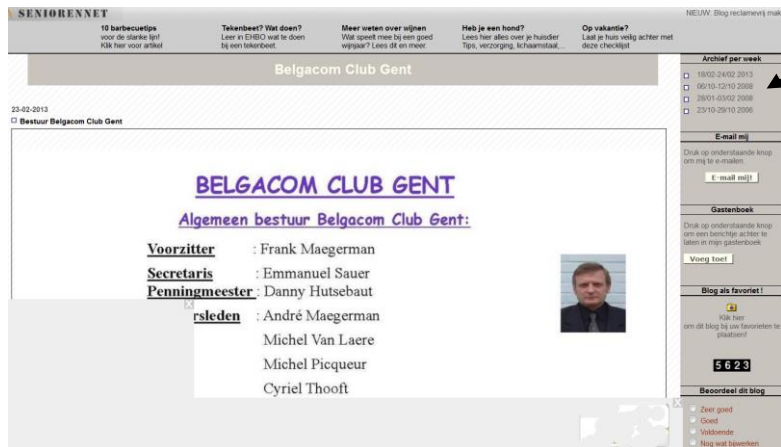 SENIORENNET
NIEUW: Blog reclamevrij mak
10 barbecuetips
voor de slanke lijn!
Klik hier voor artikel
Tekenbeet? Wat doen?
Leer in EHBO wat te doen
bij een tekenbeet.
Meer weten over wijnen
Wat speelt mee bij een goed
wijnjaar? Lees dit en meer.
Heb je een hond?
Lees hier alles over je huisdier
Tips, verzorging, lichaamstaal,...
Op vakantie?
Laat je huis veilig achter met
deze checklist
Belgacom Club Gent
23-02-2013
Bestuur Belgacom Club Gent
BELGACOM CLUB GENT
Algemeen bestuur Belgacom Club Gent:
Voorzitter : Frank Maegerman
Secretaris : Emmanuel Sauer
Penningmeester : Danny Hutsebaut
rsleden : André Maegerman
Michel Van Laere
Michel Picqueur
Cyriel Thooft
Archief per week
18/02-24/02 2013
06/10-12/10 2008
28/01-03/02 2008
23/10-29/10 2006
E-mail mij
Druk op onderstaande knop
om mij te e-mailen.
E-mail mij!
Gastenboek
Druk op onderstaande knop
om een berichtje achter te
laten in mijn gastenboek
Voeg toe!
Blog als favoriet !
Klik hier
om dit blog bij uw favorieten te
plaatsen!
5623
Beoordeel dit blog
Zeer goed
Goed
Voldoende
Nog wat bijwerken